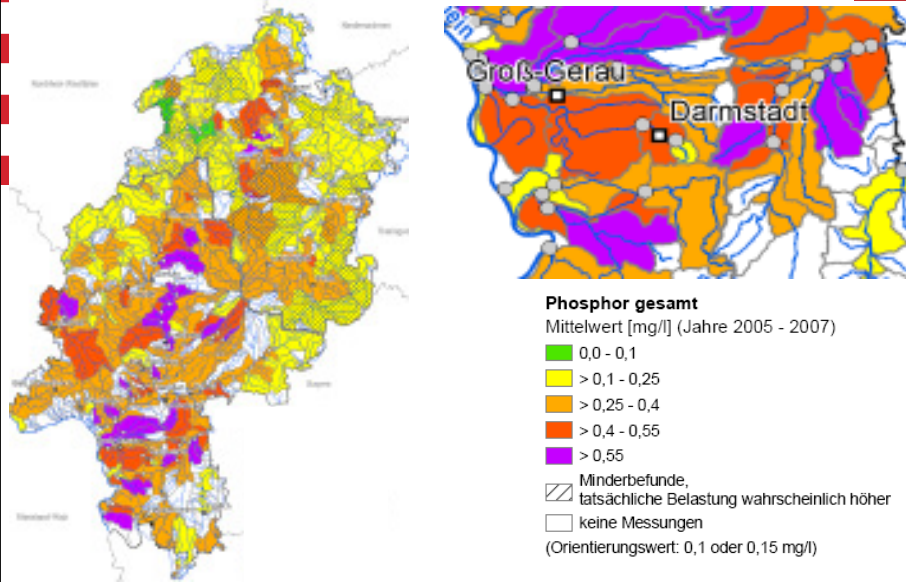 ein
Groß-Gerau
Darmstadt
Phosphor gesamt
Mittelwert [mg/l] (Jahre 2005 - 2007)
0,0 - 0,1
> 0,1 - 0,25
> 0,25 - 0,4
> 0,4 - 0,55
> 0,55
Minderbefunde,
tatsächliche Belastung wahrscheinlich höher
keine Messungen
(Orientierungswert: 0,1 oder 0,15 mg/l)